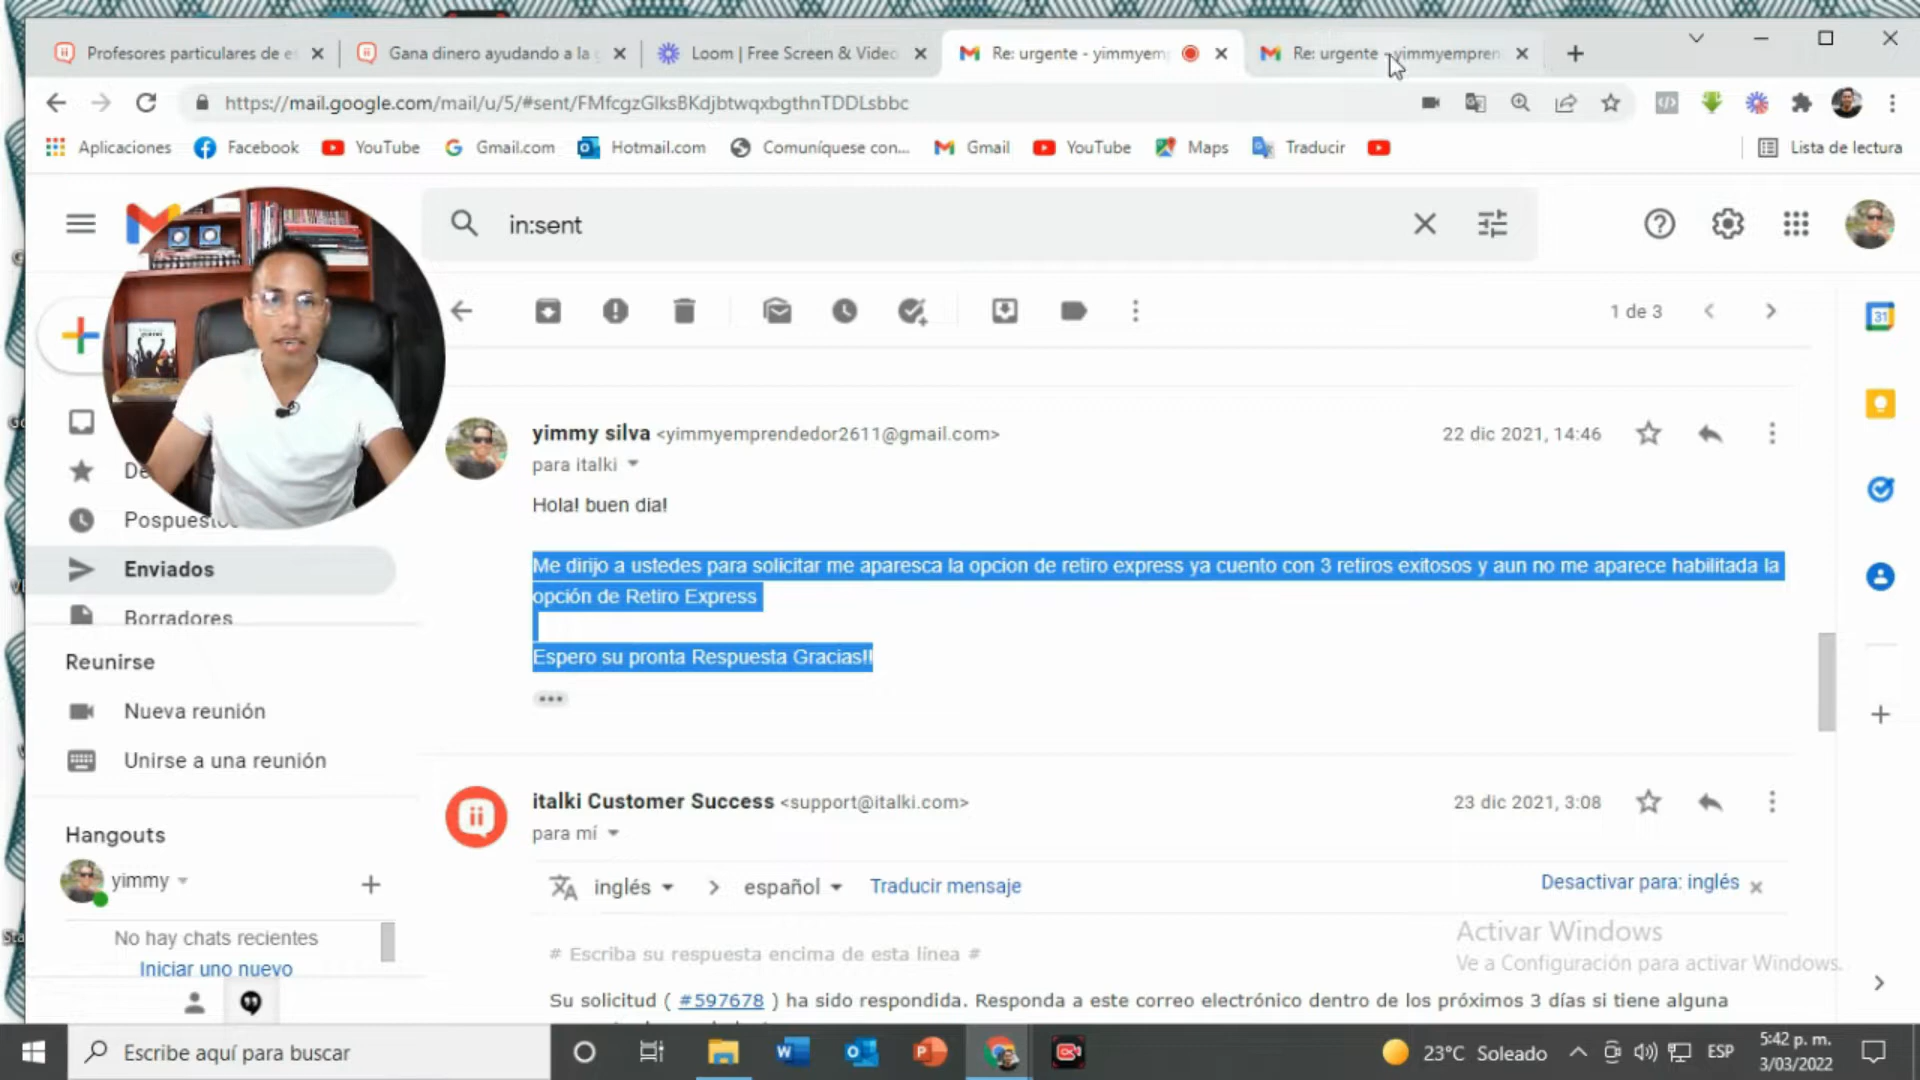 Profesores particulares de e
Gana dinero ayudando a la
Loom | Free Screen & Video
Re: urgente - yimmyem
Re: urgente - yimmyempren
https://mail.google.com/mail/u/5/#sent/FMfcgzGlksBKdjbtwqxbgthnTDDLsbbc
Aplicaciones
Facebook
YouTube
Gmail.com
Hotmail.com
Comuníquese con...
Gmail
YouTube
Maps
Traducir
Lista de lectura
in:sent
1 de 3
De
Pospuestos
Enviados
Borradores
Reunirse
Nueva reunión
Unirse a una reunión
Hangouts
yimmy
No hay chats recientes
Iniciar uno nuevo
yimmy silva <yimmyemprendedor2611@gmail.com>
22 dic 2021, 14:46
para italki
Hola! buen dia!
Me dirijo a ustedes para solicitar me aparesca la opcion de retiro express ya cuento con 3 retiros exitosos y aun no me aparece habilitada la
opción de Retiro Express
Espero su pronta Respuesta Gracias!!
italki Customer Success <support@italki.com>
23 dic 2021, 3:08
para mí
inglés > español
Traducir mensaje
Desactivar para: inglés
# Escriba su respuesta encima de esta línea #
Su solicitud ( #597678 ) ha sido respondida. Responda a este correo electrónico dentro de los próximos 3 días si tiene alguna
Activar Windows
Ve a Configuración para activar Windows.
31
Escribe aquí para buscar
23°C Soleado
ESP
5:42 p. m.
3/03/2022